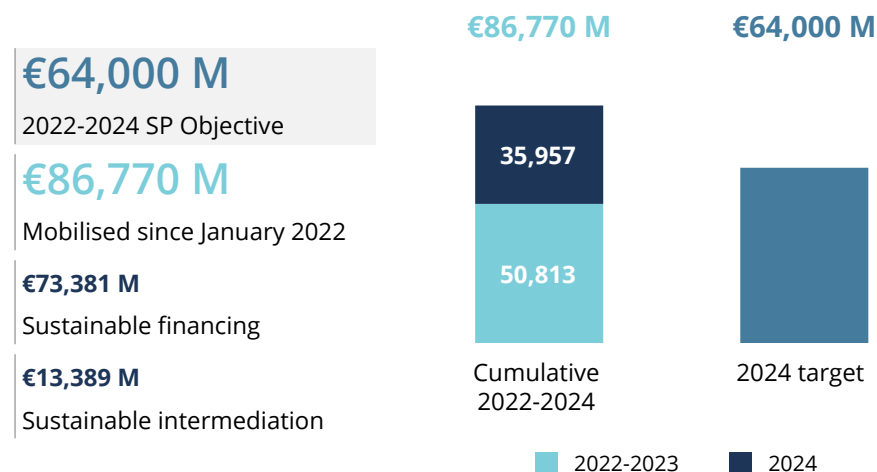 €64,000 M
2022-2024 SP Objective
€86,770 M
Mobilised since January 2022
€73,381 M
Sustainable financing
€13,389 M
Sustainable intermediation
€86,770 M
€64,000 M
35,957
50,813
Cumulative
2022-2024
2024 target
2022-2023
2024